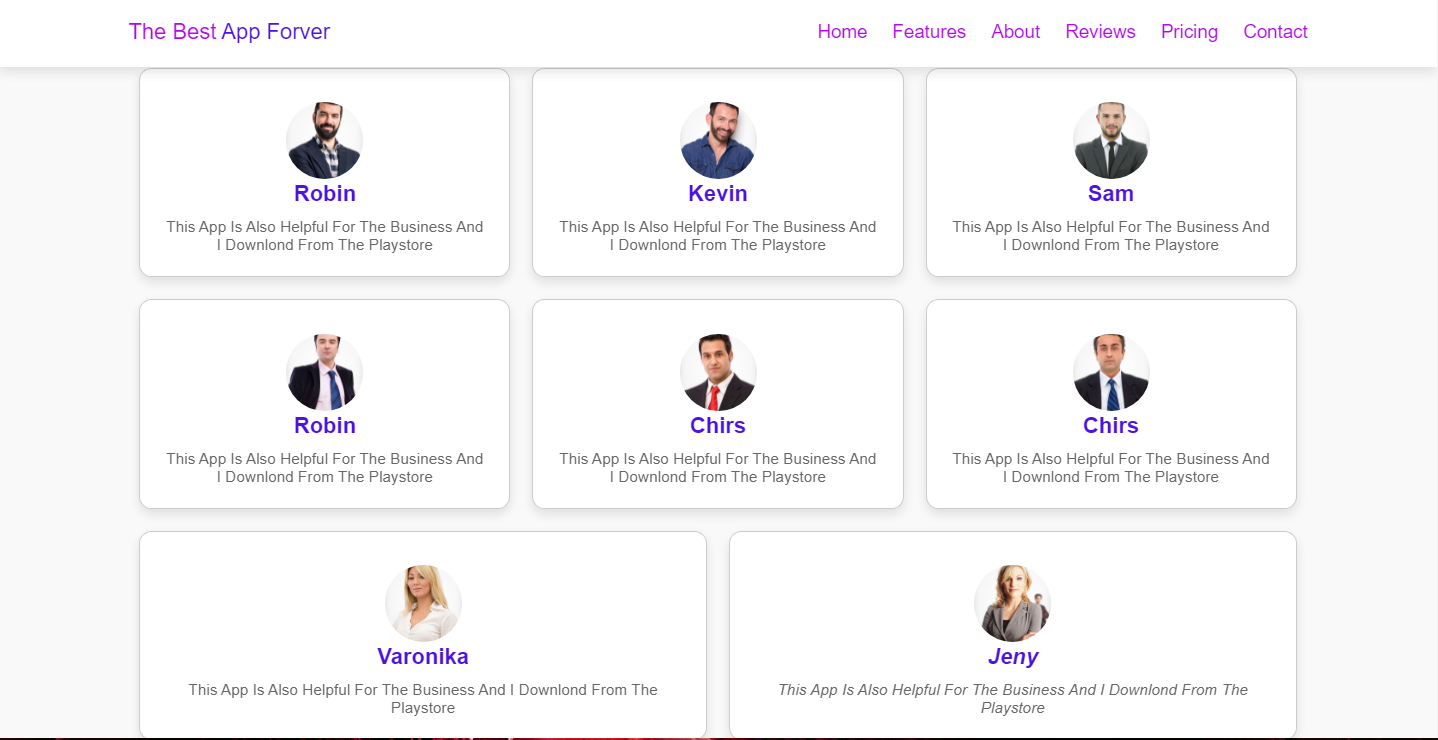 The Best App Forver
Home Features About Reviews Pricing Contact
Robin
This App Is Also Helpful For The Business And
I Downlond From The Playstore
Kevin
This App Is Also Helpful For The Business And
I Downlond From The Playstore
Sam
This App Is Also Helpful For The Business And
I Downlond From The Playstore
Robin
This App Is Also Helpful For The Business And
I Downlond From The Playstore
Chirs
This App Is Also Helpful For The Business And
I Downlond From The Playstore
Chirs
This App Is Also Helpful For The Business And
I Downlond From The Playstore
Varonika
This App Is Also Helpful For The Business And I Downlond From The
Playstore
Jeny
This App Is Also Helpful For The Business And I Downlond From The
Playstore